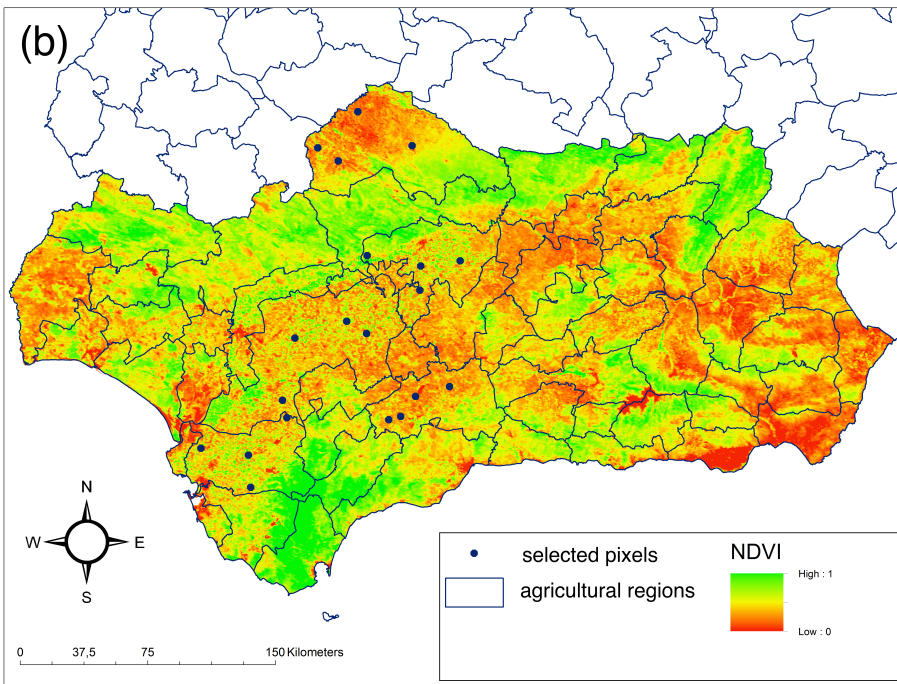 (b)
N
W E
S
0 37,5 75 150 Kilometers
selected pixels
agricultural regions
NDVI
High : 1
Low : 0